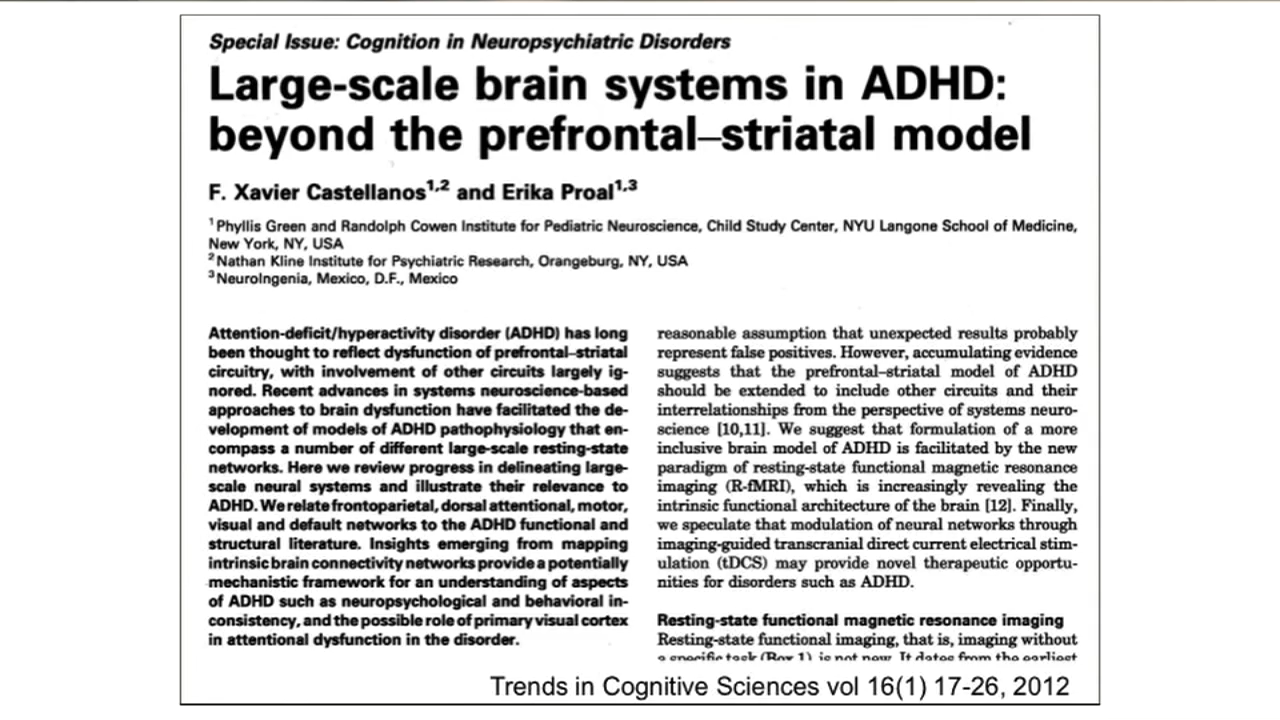 Special Issue: Cognition in Neuropsychiatric Disorders
Large-scale brain systems in ADHD:
beyond the prefrontal–striatal model
F. Xavier Castellanos1,2 and Erika Proal1,3
1 Phyllis Green and Randolph Cowen Institute for Pediatric Neuroscience, Child Study Center, NYU Langone School of Medicine,
New York, NY, USA
2 Nathan Kline Institute for Psychiatric Research, Orangeburg, NY, USA
3 NeuroIngenia, Mexico, D.F., Mexico
Attention-deficit/hyperactivity disorder (ADHD) has long
been thought to reflect dysfunction of prefrontal–striatal
circuitry, with involvement of other circuits largely ig-
nored. Recent advances in systems neuroscience-based
approaches to brain dysfunction have facilitated the de-
velopment of models of ADHD pathophysiology that en-
compass a number of different large-scale resting-state
networks. Here we review progress in delineating large-
scale neural systems and illustrate their relevance to
ADHD. We relate frontoparietal, dorsal attentional, motor,
visual and default networks to the ADHD functional and
structural literature. Insights emerging from mapping
intrinsic brain connectivity networks provide a potentially
mechanistic framework for an understanding of aspects
of ADHD such as neuropsychological and behavioral in-
consistency, and the possible role of primary visual cortex
in attentional dysfunction in the disorder.
reasonable assumption that unexpected results probably
represent false positives. However, accumulating evidence
suggests that the prefrontal–striatal model of ADHD
should be extended to include other circuits and their
interrelationships from the perspective of systems neuro-
science [10,11]. We suggest that formulation of a more
inclusive brain model of ADHD is facilitated by the new
paradigm of resting-state functional magnetic resonance
imaging (R-fMRI), which is increasingly revealing the
intrinsic functional architecture of the brain [12]. Finally,
we speculate that modulation of neural networks through
imaging-guided transcranial direct current electrical stim-
ulation (tDCS) may provide novel therapeutic opportu-
nities for disorders such as ADHD.
Resting-state functional magnetic resonance imaging
Resting-state functional imaging, that is, imaging without
a specific task (Box 1) is not new. It dates from the earliest
Trends in Cognitive Sciences vol 16(1) 17-26, 2012